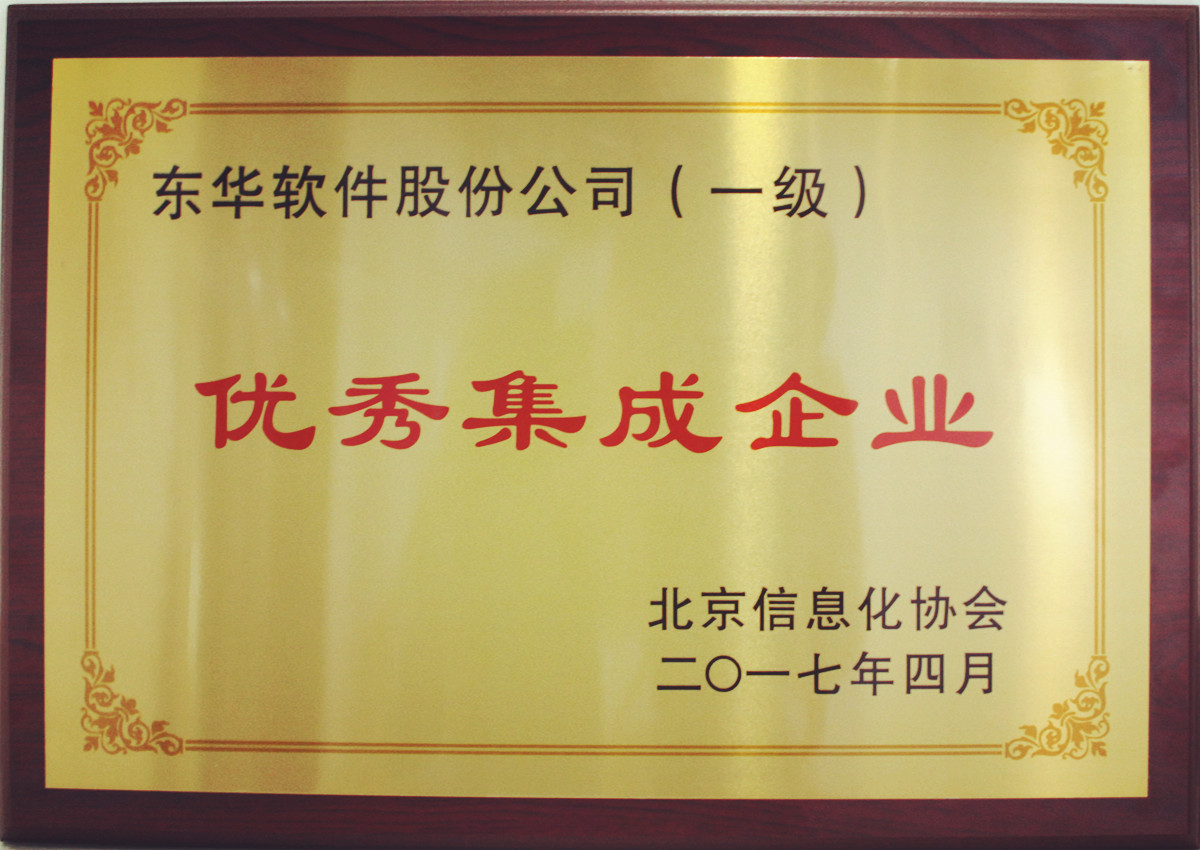 东华软件股份公司（一级）
优秀集成企业
北京信息化协会
二〇一七年四月